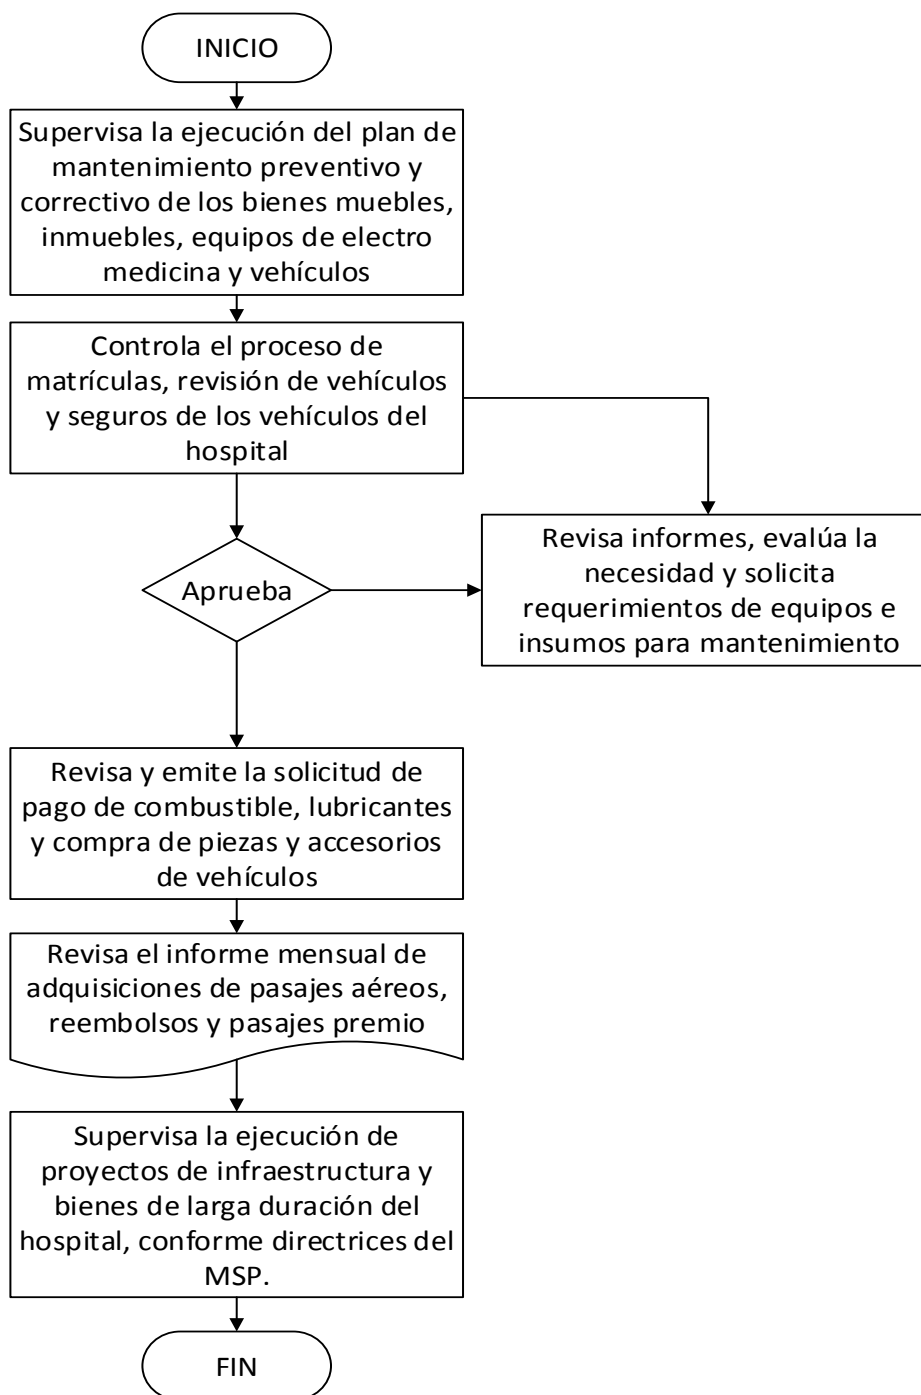 INICIO
Supervisa la ejecución del plan de
mantenimiento preventivo y
correctivo de los bienes muebles,
inmuebles, equipos de electro
medicina y vehículos
Controla el proceso de
matrículas, revisión de vehículos
y seguros de los vehículos del
hospital
Aprueba
Revisa informes, evalúa la
necesidad y solicita
requerimientos de equipos e
insumos para mantenimiento
Revisa y emite la solicitud de
pago de combustible, lubricantes
y compra de piezas y accesorios
de vehículos
Revisa el informe mensual de
adquisiciones de pasajes aéreos,
reembolsos y pasajes premio
Supervisa la ejecución de
proyectos de infraestructura y
bienes de larga duración del
hospital, conforme directrices del
MSP.
FIN